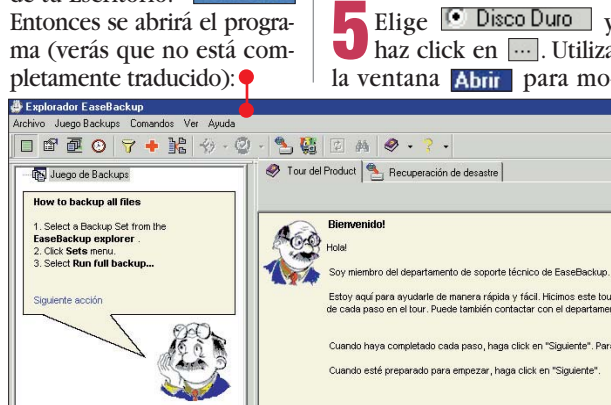 de tu Escritorio:
Entonces se abrirá el progra-
ma (verás que no está com-
pletamente traducido):
5 Elige Disco Duro y
haz click en ... . Utiliza
la ventana Abrir para mo
Explorador EaseBackup
Archivo Juego Backups Comandos Ver Ayuda
Juego de Backups
How to backup all files
1. Select a Backup Set from the
EaseBackup explorer .
2. Click Sets menu.
3. Select Run full backup...
Siguiente acción
Tour del Product Recuperación de desastre
Bienvenido!
Hola!
Soy miembro del departamento de soporte técnico de EaseBackup.
Estoy aquí para ayudarle de manera rápida y fácil. Hicimos este tou
de cada paso en el tour. Puede también contactar con el departame
Cuando haya completado cada paso, haga click en "Siguiente". Para
Cuando esté preparado para empezar, haga click en "Siguiente".